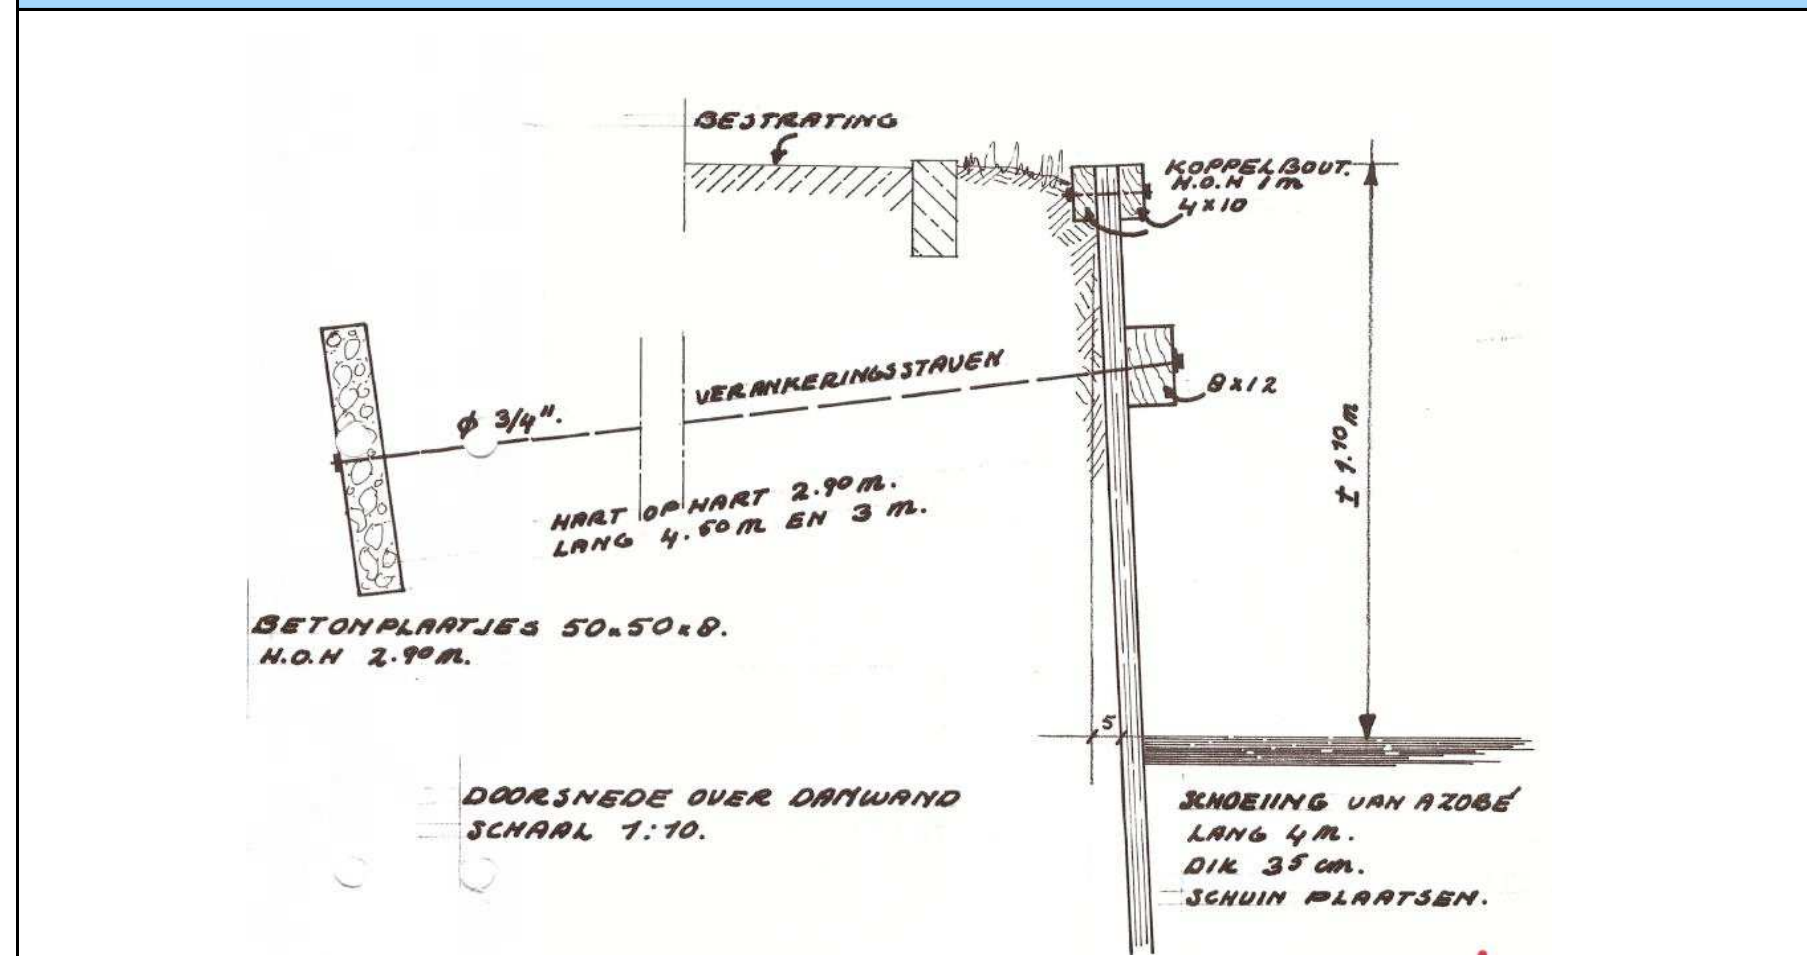 BESTRATING
KOPPELBOUT.
H.O.H 1 m
4x10
VERANKERINGSSTAVEN
8x12
ϕ 3/4".
± 1.10 m
HART OP HART 2.90 m.
LANG 4.50 m EN 3 m.
BETONPLAATJES 50x50x8.
H.O.H 2.90 m.
5
DOORSNEDE OVER DAMWAND
SCHAAL 1:10.
SCHOEIING VAN AZOBÉ
LANG 4 m.
DIK 3⁵ cm.
SCHUIN PLAATSEN.